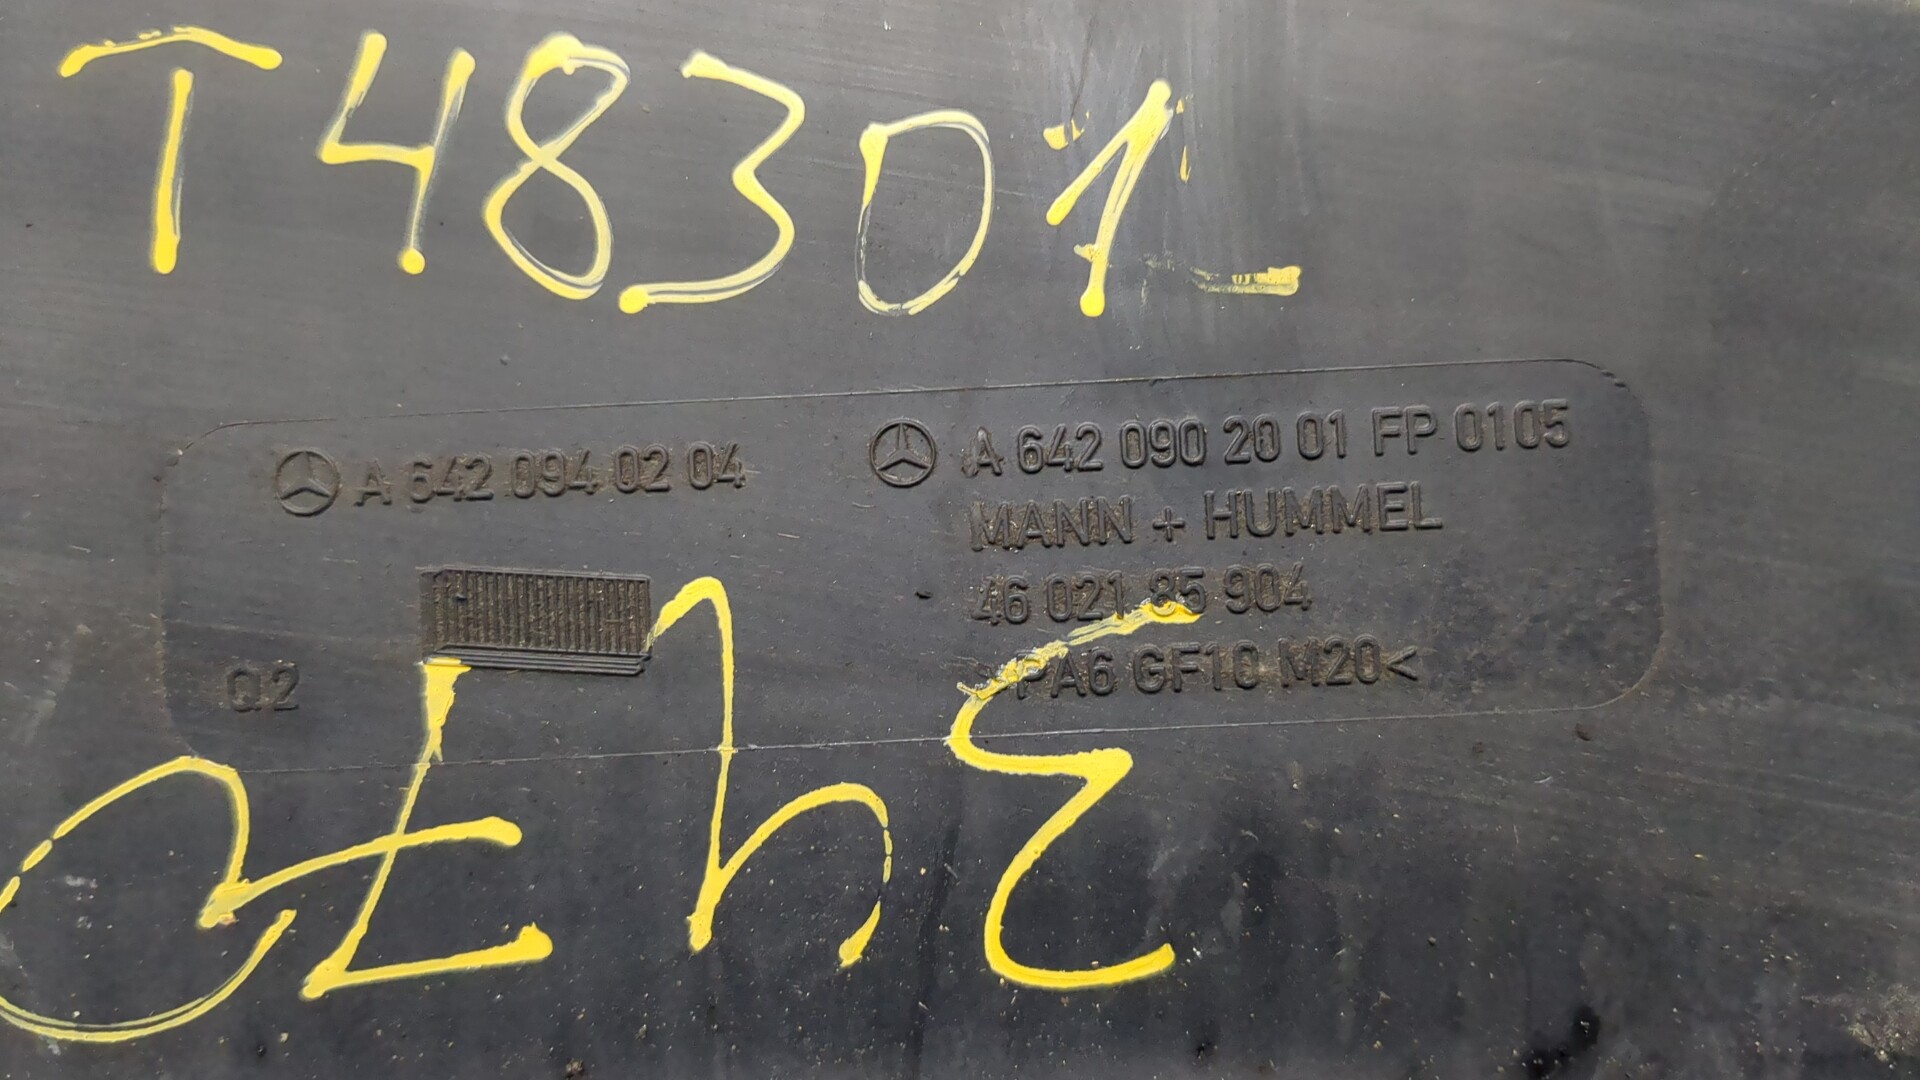 T48301
A 642 094 02 04
A 642 090 20 01 FP 0105
MANN + HUMMEL
46 021 85 904
PA6 GF10 M20<
Q2